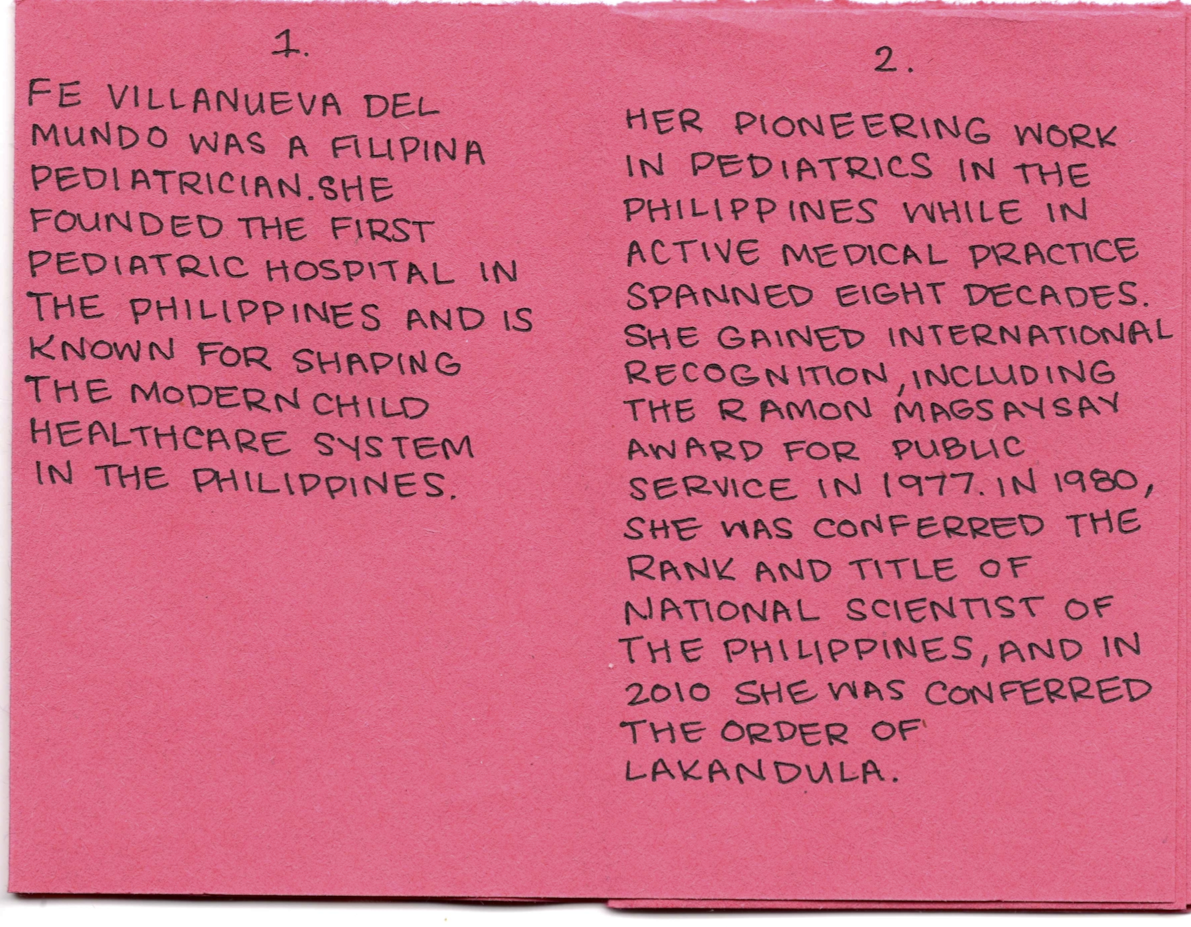 1.
FE VILLANUEVA DEL
MUNDO WAS A FILIPINA
PEDIATRICIAN. SHE
FOUNDED THE FIRST
PEDIATRIC HOSPITAL IN
THE PHILIPPINES AND IS
KNOWN FOR SHAPING
THE MODERN CHILD
HEALTHCARE SYSTEM
IN THE PHILIPPINES.
2.
HER PIONEERING WORK
IN PEDIATRICS IN THE
PHILIPPINES WHILE IN
ACTIVE MEDICAL PRACTICE
SPANNED EIGHT DECADES.
SHE GAINED INTERNATIONAL
RECOGNITION, INCLUDING
THE RAMON MAGSAYSAY
AWARD FOR PUBLIC
SERVICE IN 1977. IN 1980,
SHE WAS CONFERRED THE
RANK AND TITLE OF
NATIONAL SCIENTIST OF
THE PHILIPPINES, AND IN
2010 SHE WAS CONFERRED
THE ORDER OF
LAKANDULA.